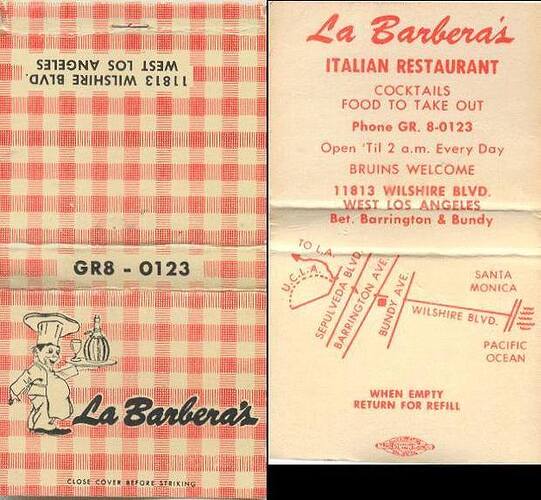 11813 WILSHIRE BLVD.
WEST LOS ANGELES
GR8 - 0123
La Barbera's
CLOSE COVER BEFORE STRIKING
La Barbera's
ITALIAN RESTAURANT
COCKTAILS
FOOD TO TAKE OUT
Phone GR. 8-0123
Open 'Til 2 a.m. Every Day
BRUINS WELCOME
11813 WILSHIRE BLVD.
WEST LOS ANGELES
Bet. Barrington & Bundy
TO L.A.
U.C.L.A.
SEPULVEDA BLVD.
BARRINGTON AVE.
BUNDY AVE.
WILSHIRE BLVD.
SANTA
MONICA
PACIFIC
OCEAN
WHEN EMPTY
RETURN FOR REFILL